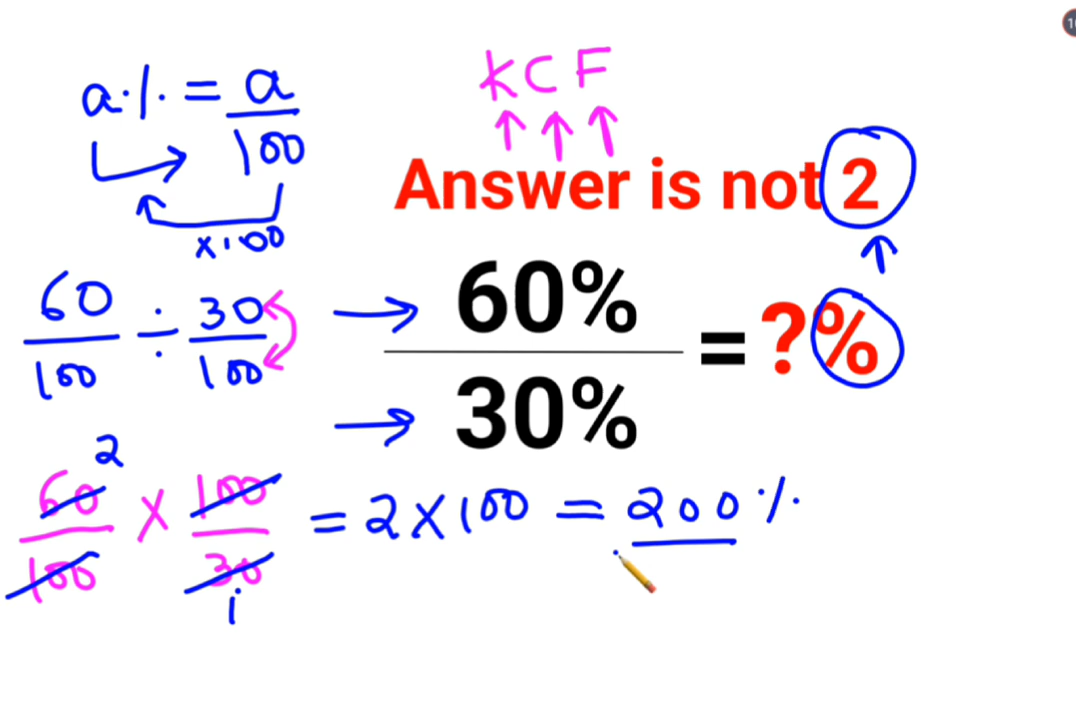 KCF
a% = a/100
Answer is not 2
×100
60/100 ÷ 30/100
→ 60%/30% = ?%
→
2
60/100 × 100/30 = 2×100 = 200%
1